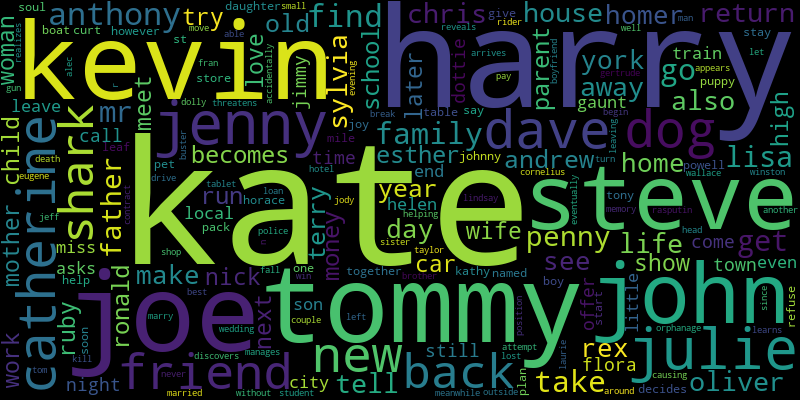 kevin
harry
kate
tommy
joe
john
steve
jenny
dave
dog
catherine
shark
friend
back
new
julie
anthony
family
father
sylvia
penny
esther
andrew
york
house
homer
return
find
try
old
chris
school
later
love
jimmy
parent
dottie
train
go
away
also
gaunt
puppy
high
woman
soul
boat
curt
however
daughter
small
st
fran
store
move
able
reveals
give
rider
arrives
man
well
stay
let
appears
gertrude
boyfriend
pay
realizes
gun
alec
leave
mr
meet
call
child
dolly
threatens
evening
accidentally
buster
mile
joy
table
say
break
begin
leaving
turn
johnny
cornelius
powell
wallace
winston
home
lisa
becomes
time
death
eugene
leaf
pet
drive
tablet
loan
hotel
horace
run
local
pack
police
shop
contract
jeff
year
helen
end
helping
sister
taylor
brother
lindsay
jody
day
wife
car
money
terry
life
see
show
town
even
come
get
tony
memory
rasputin
another
eventually
head
mother
miss
asks
help
ruby
ronald
make
nick
next
son
city
one
fall
win
together
kathy
named
boy
offer
start
little
orphanage
since
refuse
learns
work
tom
kill
soon
night
marry
best
wedding
never
discovers
manages
married
without
student
couple
left
tell
still
lost
attempt
meanwhile
outside
plan
position
laurie
rex
flora
take
causing
around
decides
oliver